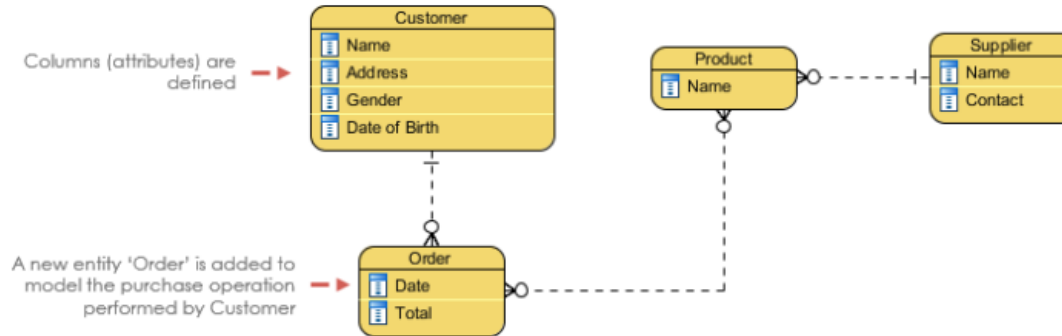 Customer
Name
Address
Gender
Date of Birth
Columns (attributes) are
defined
Product
Name
Supplier
Name
Contact
Order
Date
Total
A new entity ‘Order’ is added to
model the purchase operation
performed by Customer